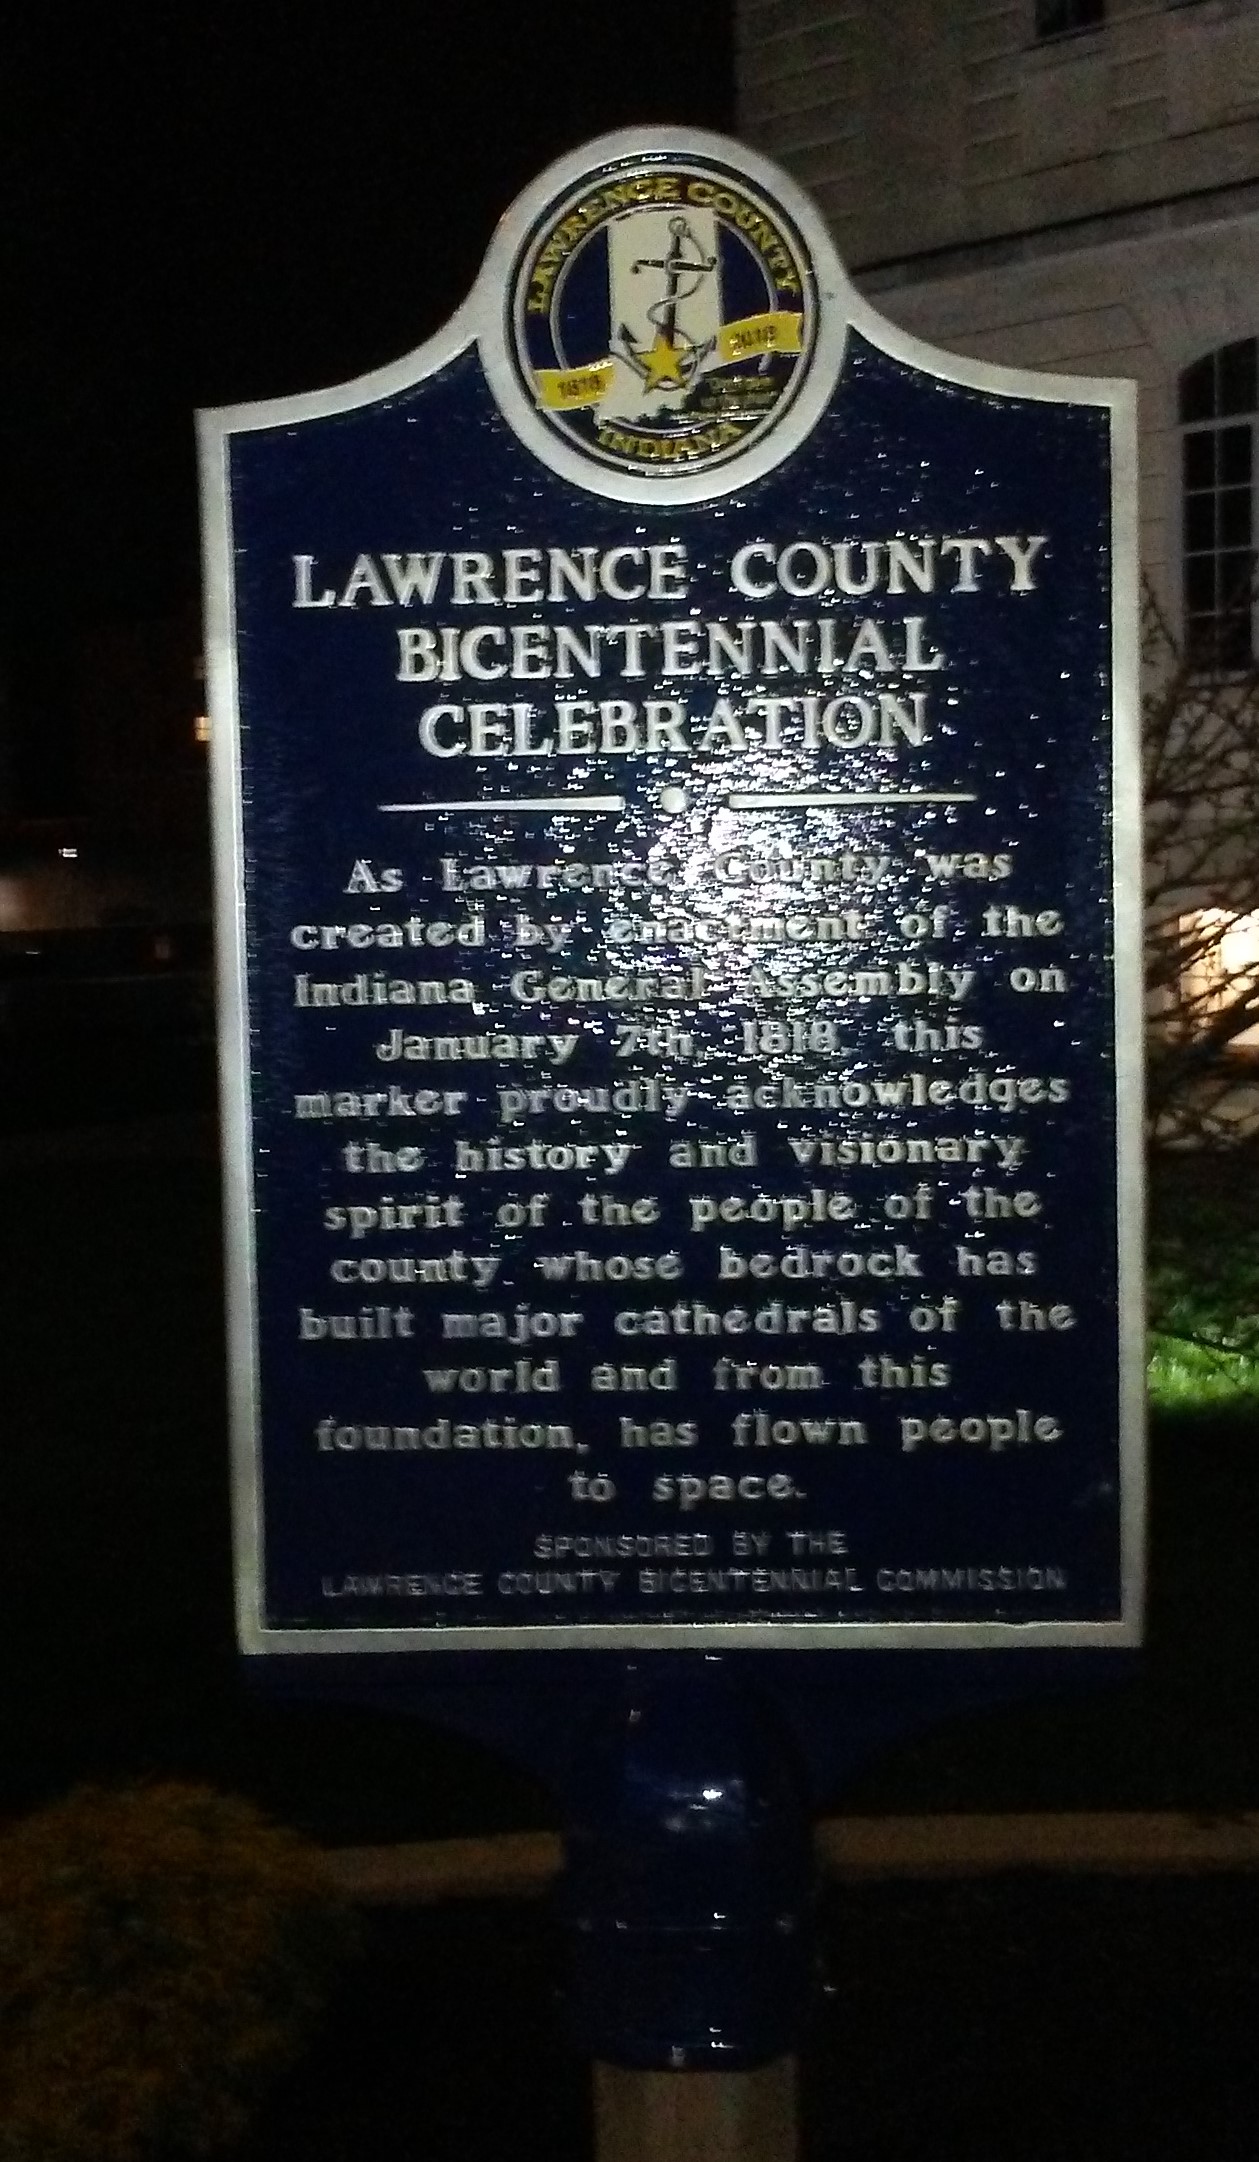 LAWRENCE COUNTY
1818
2018
INDIANA
LAWRENCE COUNTY
BICENTENNIAL
CELEBRATION
As Lawrence County was
created by enactment of the
Indiana General Assembly on
January 7th, 1818, this
marker proudly acknowledges
the history and visionary
spirit of the people of the
county whose bedrock has
built major cathedrals of the
world and from this
foundation, has flown people
to space.
SPONSORED BY THE
LAWRENCE COUNTY BICENTENNIAL COMMISSION